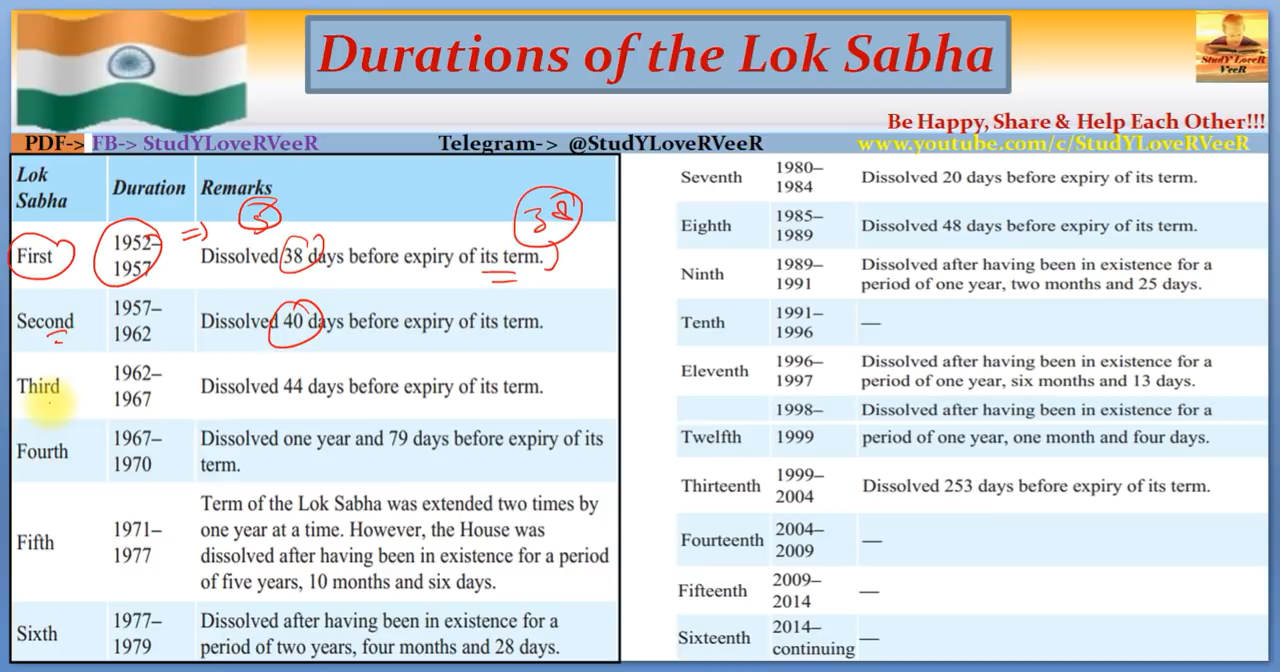 Durations of the Lok Sabha
StudY LoveR
VeeR
Be Happy, Share & Help Each Other!!!
PDF-> FB-> StudYLoveRVeeR Telegram-> @StudYLoveRVeeR www.youtube.com/c/StudYLoveRVeeR
Lok
Sabha
Duration
Remarks
5
38
First
1952–
1957
Dissolved 38 days before expiry of its term.
Second
1957–
1962
Dissolved 40 days before expiry of its term.
Third
1962–
1967
Dissolved 44 days before expiry of its term.
Fourth
1967–
1970
Dissolved one year and 79 days before expiry of its
term.
Fifth
1971–
1977
Term of the Lok Sabha was extended two times by
one year at a time. However, the House was
dissolved after having been in existence for a period
of five years, 10 months and six days.
Sixth
1977–
1979
Dissolved after having been in existence for a
period of two years, four months and 28 days.
Seventh
1980–
1984
Dissolved 20 days before expiry of its term.
Eighth
1985–
1989
Dissolved 48 days before expiry of its term.
Ninth
1989–
1991
Dissolved after having been in existence for a
period of one year, two months and 25 days.
Tenth
1991–
1996
—
Eleventh
1996–
1997
Dissolved after having been in existence for a
period of one year, six months and 13 days.
Twelfth
1998–
1999
Dissolved after having been in existence for a
period of one year, one month and four days.
Thirteenth
1999–
2004
Dissolved 253 days before expiry of its term.
Fourteenth
2004–
2009
—
Fifteenth
2009–
2014
—
Sixteenth
2014–
continuing
—